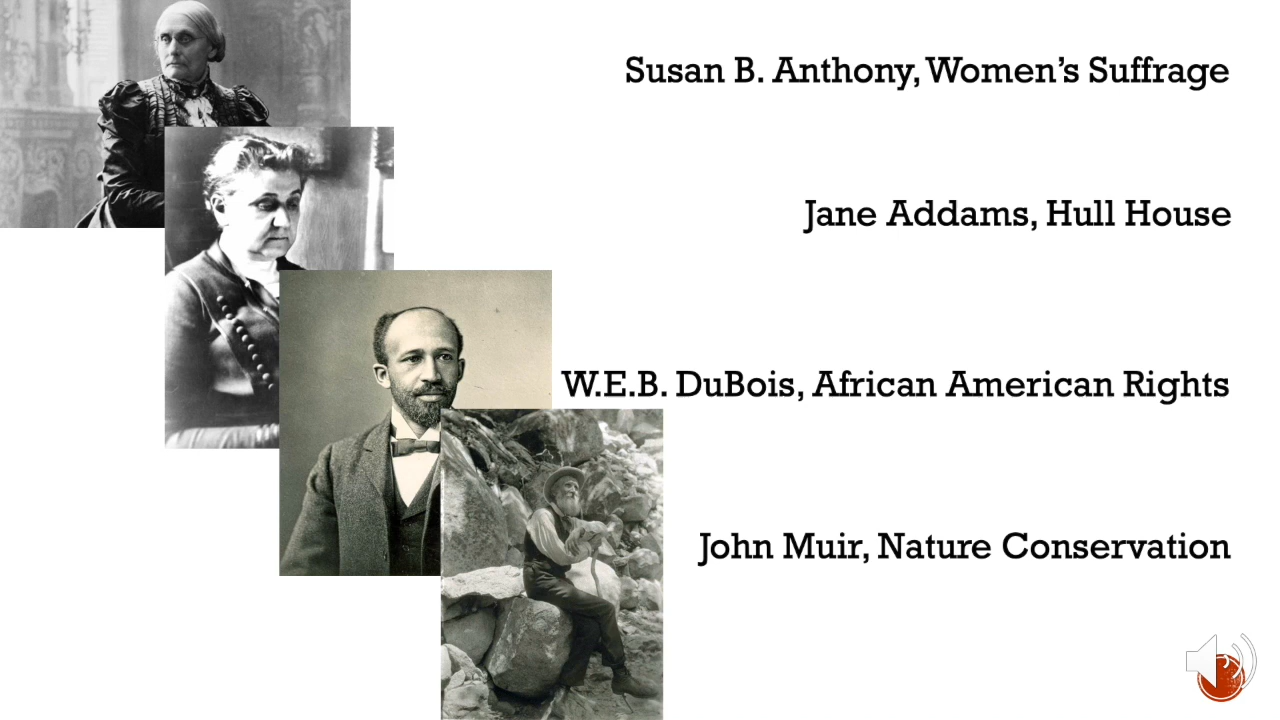 Susan B. Anthony, Women’s Suffrage
Jane Addams, Hull House
W.E.B. DuBois, African American Rights
John Muir, Nature Conservation